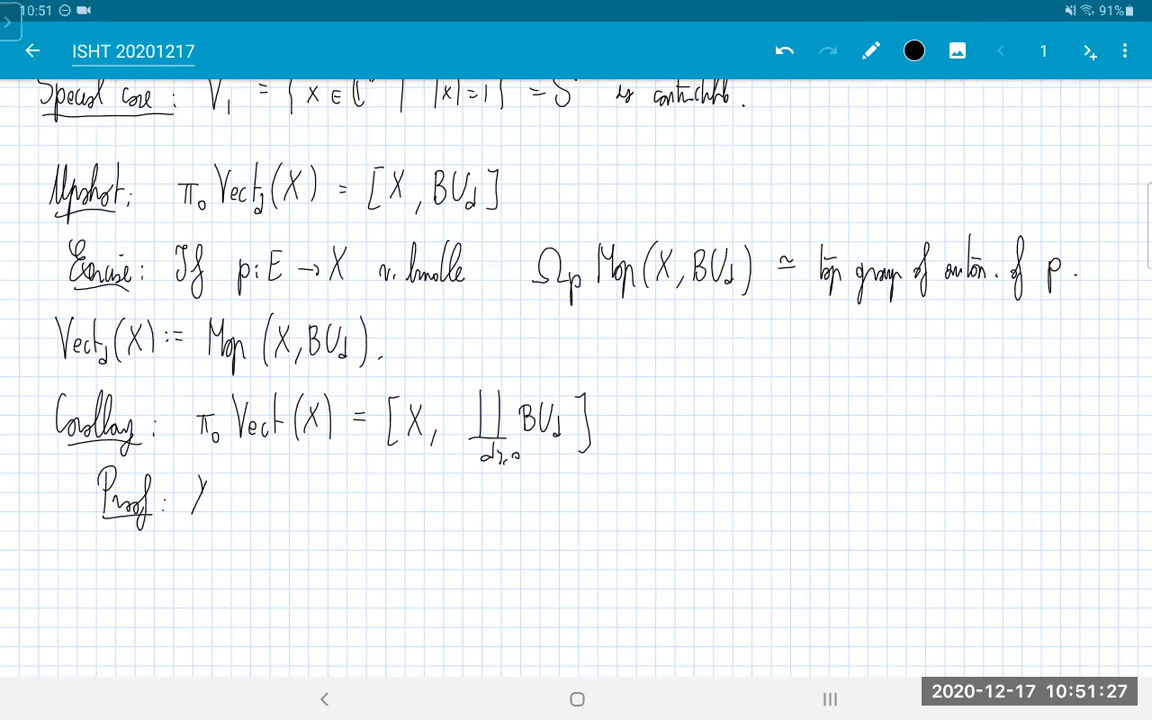 10:51
91%
ISHT 20201217
1
Special case: V₁ = { x ∈ ℂ^∞ | |x|=1 } = S^∞ is contractible.
Upshot: π₀ Vect_d(X) = [X, BU_d]
Exercise: If p: E → X v. bundle Ω_p Map(X, BU_d) ≃ top group of autom. of p.
Vect_d(X) := Map(X, BU_d).
Corollary: π₀ Vect(X) = [X, ∐_{d≥0} BU_d]
Proof: X
2020-12-17 10:51:27